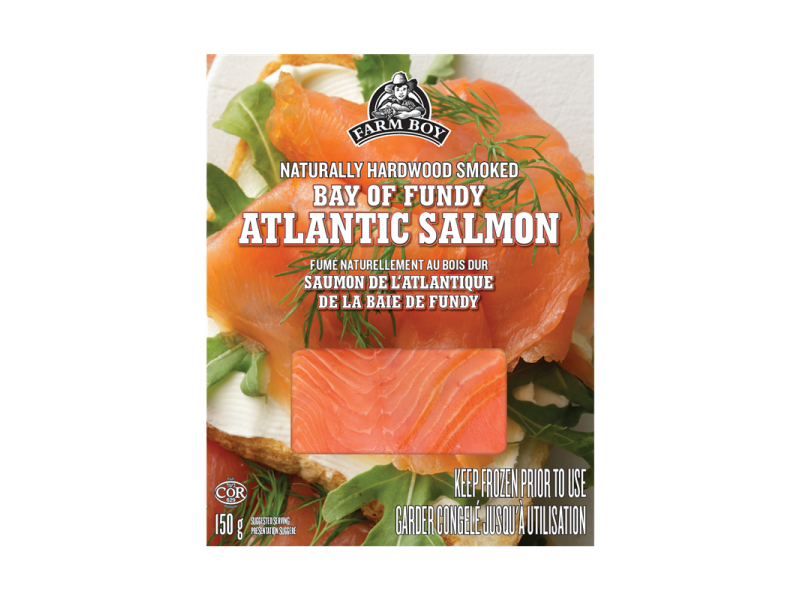 FARM BOY
NATURALLY HARDWOOD SMOKED
BAY OF FUNDY
ATLANTIC SALMON
FUMÉ NATURELLEMENT AU BOIS DUR
SAUMON DE L'ATLANTIQUE
DE LA BAIE DE FUNDY
COR
KEEP FROZEN PRIOR TO USE
GARDER CONGELÉ JUSQU'À UTILISATION
150 g
SUGGESTED SERVING
PRÉSENTATION SUGGÉRÉ